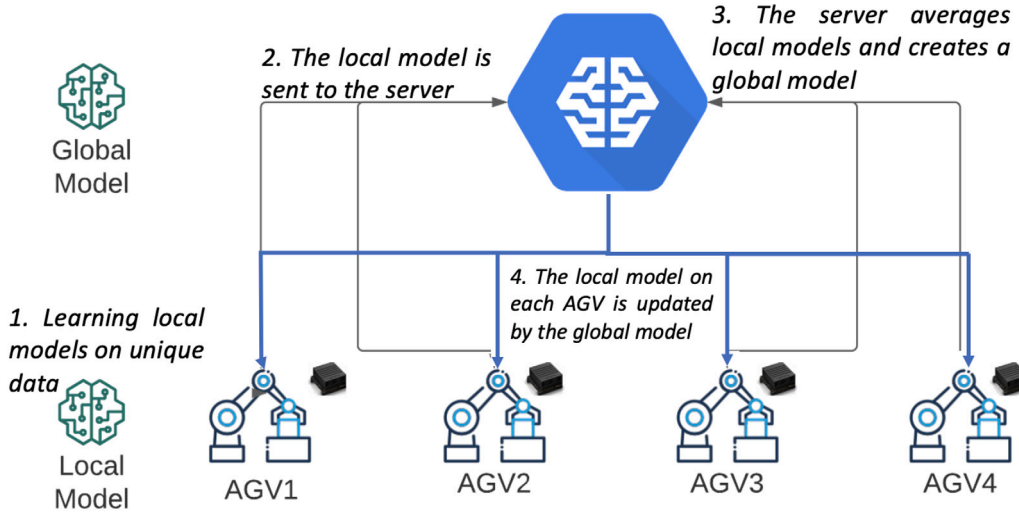 3. The server averages
local models and creates a
global model
2. The local model is
sent to the server
Global
Model
4. The local model on
each AGV is updated
by the global model
1. Learning local
models on unique
data
Local
Model
AGV1
AGV2
AGV3
AGV4